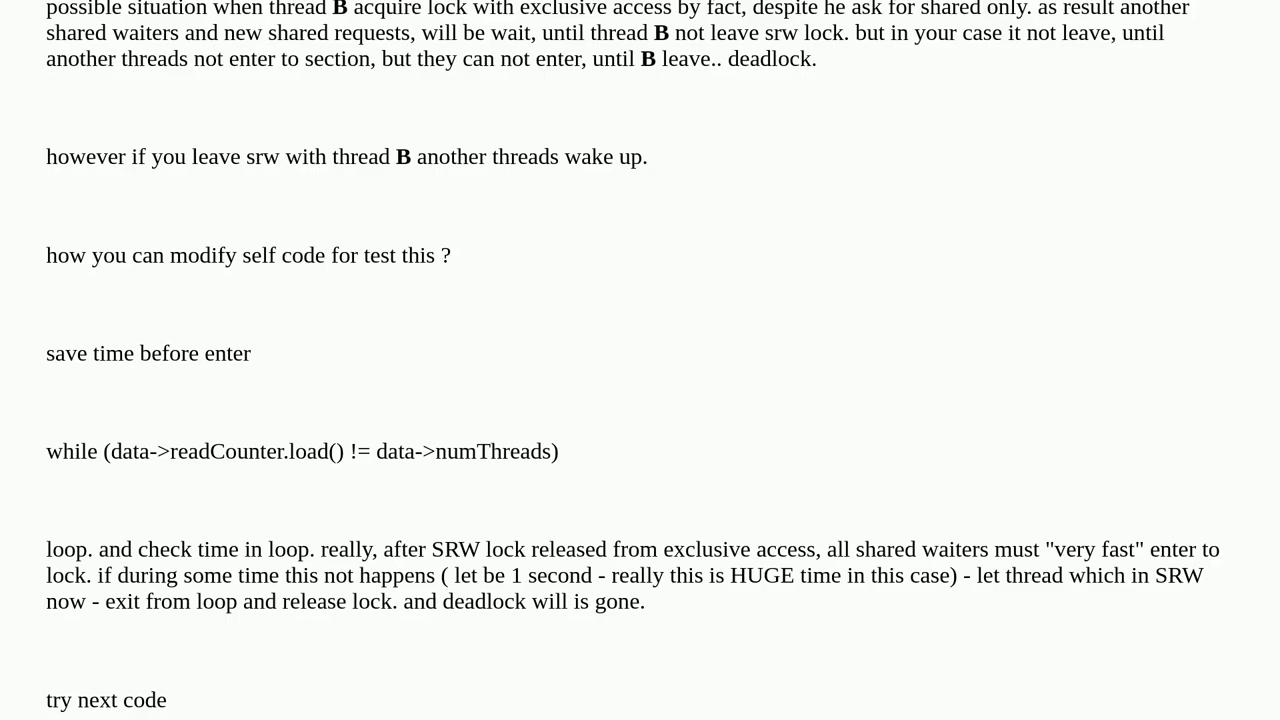 possible situation when thread B acquire lock with exclusive access by fact, despite he ask for shared only. as result another
shared waiters and new shared requests, will be wait, until thread B not leave srw lock. but in your case it not leave, until
another threads not enter to section, but they can not enter, until B leave.. deadlock.
however if you leave srw with thread B another threads wake up.
how you can modify self code for test this ?
save time before enter
while (data->readCounter.load() != data->numThreads)
loop. and check time in loop. really, after SRW lock released from exclusive access, all shared waiters must "very fast" enter to
lock. if during some time this not happens ( let be 1 second - really this is HUGE time in this case) - let thread which in SRW
now - exit from loop and release lock. and deadlock will is gone.
try next code